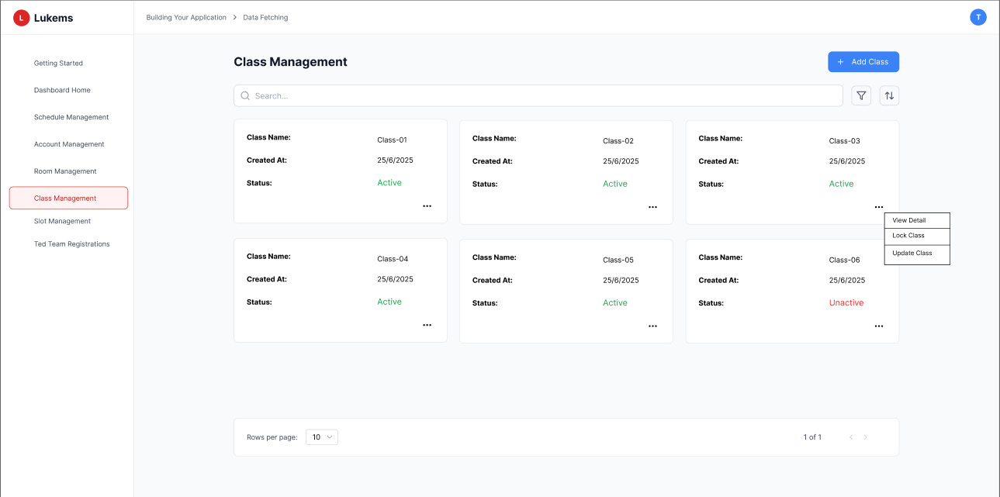 L Lukems
Building Your Application > Data Fetching
T
Getting Started
Dashboard Home
Schedule Management
Account Management
Room Management
Class Management
Slot Management
Ted Team Registrations
Class Management
+ Add Class
Search...
Class Name: Class-01
Created At: 25/6/2025
Status: Active
...
Class Name: Class-02
Created At: 25/6/2025
Status: Active
...
Class Name: Class-03
Created At: 25/6/2025
Status: Active
...
View Detail
Lock Class
Update Class
Class Name: Class-04
Created At: 25/6/2025
Status: Active
...
Class Name: Class-05
Created At: 25/6/2025
Status: Active
...
Class Name: Class-06
Created At: 25/6/2025
Status: Unactive
...
Rows per page: 10
1 of 1 < >